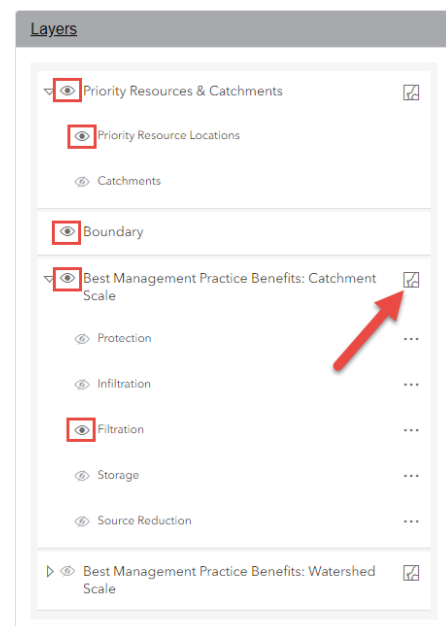 Layers
Priority Resources & Catchments
Priority Resource Locations
Catchments
Boundary
Best Management Practice Benefits: Catchment
Scale
Protection
Infiltration
Filtration
Storage
Source Reduction
Best Management Practice Benefits: Watershed
Scale